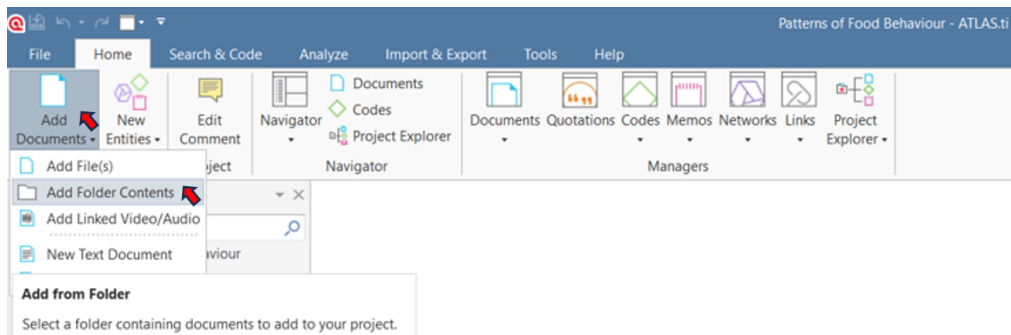 Patterns of Food Behaviour - ATLAS.ti
File Home Search & Code Analyze Import & Export Tools Help
Add Documents
New Entities
Edit Comment
Navigator
Documents
Codes
Project Explorer
Documents Quotations Codes Memos Networks Links Project Explorer
ject Navigator Managers
Add File(s)
Add Folder Contents
Add Linked Video/Audio
New Text Document
aviour
Add from Folder
Select a folder containing documents to add to your project.